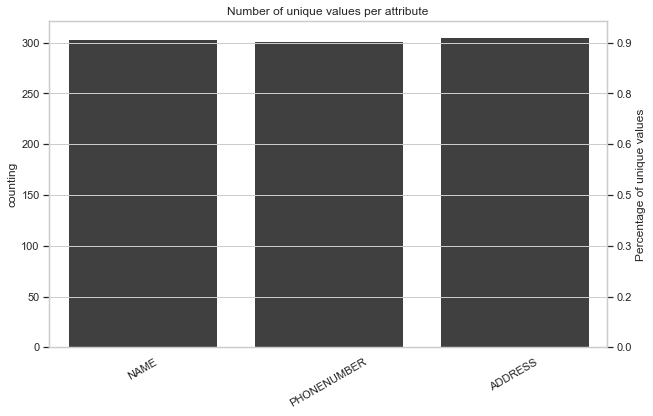 Number of unique values per attribute
counting
300
250
200
150
100
50
0
0.9
0.8
0.6
0.5
0.3
0.2
0.0
Percentage of unique values
NAME
PHONENUMBER
ADDRESS